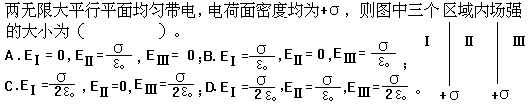 两无限大平行平面均匀带电，电荷面密度均为+σ，则图中三个区域内场强
的大小为（ ）。
A.EⅠ = 0, EⅡ = σ/ε₀, EⅢ = 0;B.EⅠ = σ/ε₀, EⅡ = 0, EⅢ = σ/ε₀;
C.EⅠ = σ/2ε₀, EⅡ = 0, EⅢ = σ/2ε₀; D.EⅠ = σ/2ε₀, EⅡ = σ/ε₀, EⅢ = σ/2ε₀。
Ⅰ Ⅱ Ⅲ
+σ +σ